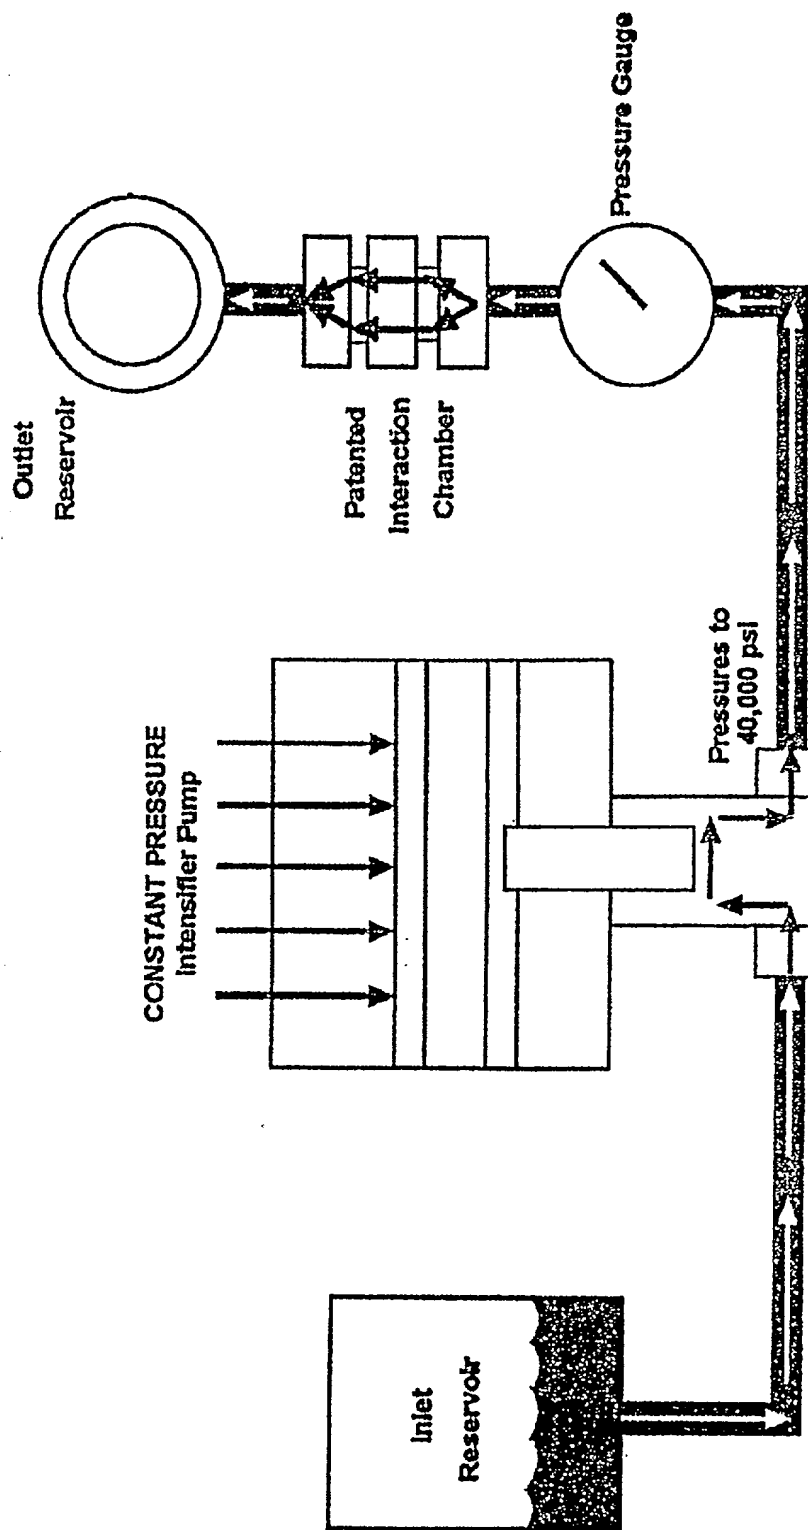 Inlet
Reservoir
CONSTANT PRESSURE
Intensifier Pump
Pressures to
40,000 psi
Outlet
Reservoir
Patented
Interaction
Chamber
Pressure Gauge